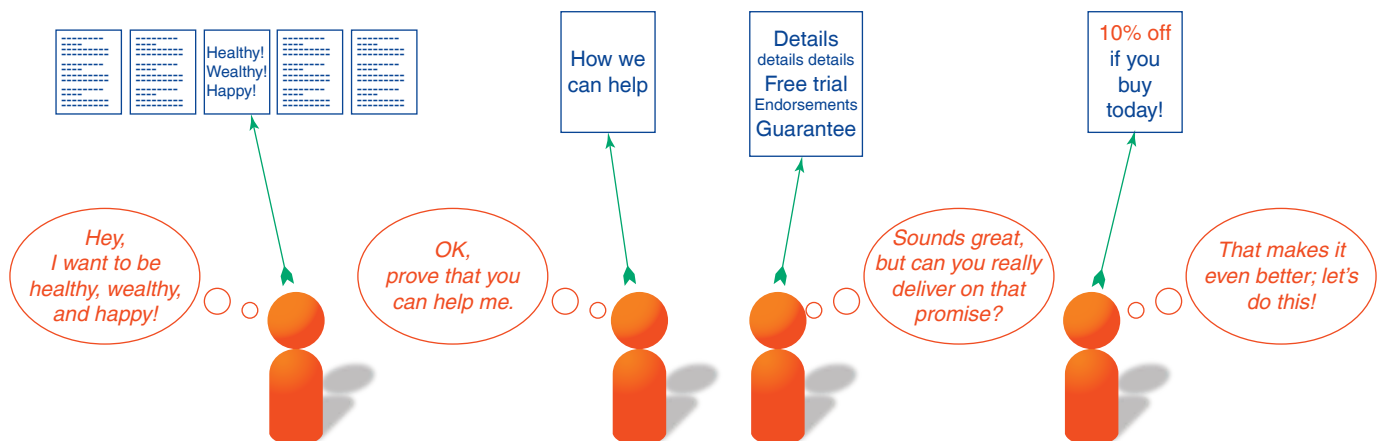 Healthy!
Wealthy!
Happy!
How we
can help
Details
details details
Free trial
Endorsements
Guarantee
10% off
if you
buy
today!
Hey,
I want to be
healthy, wealthy,
and happy!
OK,
prove that you
can help me.
Sounds great,
but can you really
deliver on that
promise?
That makes it
even better; let’s
do this!